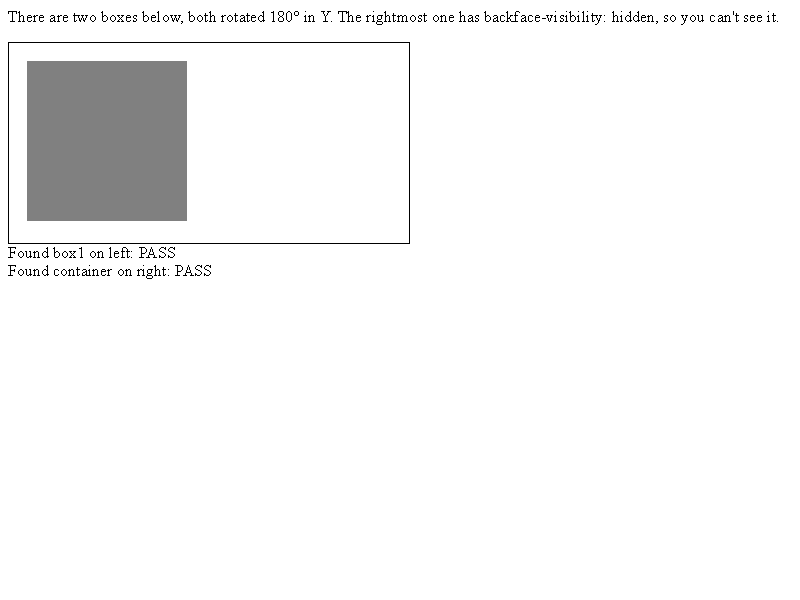 There are two boxes below, both rotated 180° in Y. The rightmost one has backface-visibility: hidden, so you can't see it.
Found box1 on left: PASS
Found container on right: PASS